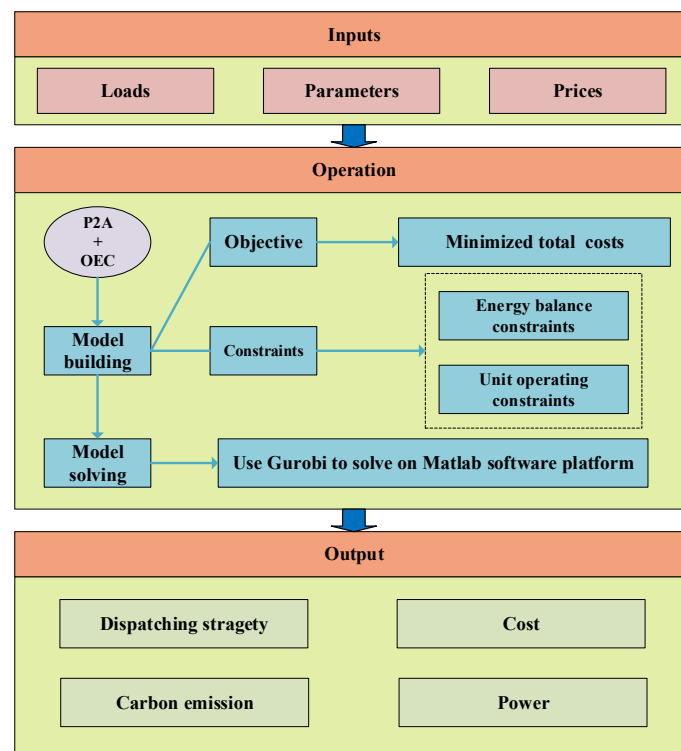 Inputs
Loads
Parameters
Prices
Operation
P2A
+
OEC
Objective
Minimized total costs
Model
building
Constraints
Energy balance
constraints
Unit operating
constraints
Model
solving
Use Gurobi to solve on Matlab software platform
Output
Dispatching stragety
Cost
Carbon emission
Power